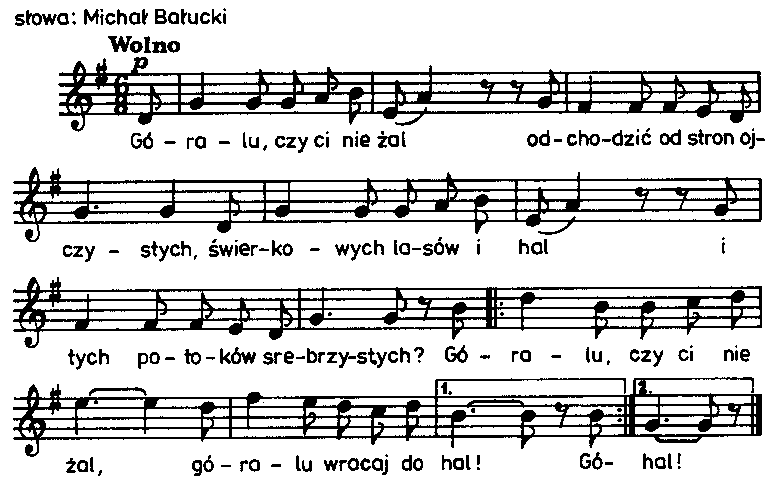 słowa: Michał Bałucki
Wolno
p
6
8
Gó – ra – lu, czy ci nie żal od-cho-dzić od stron oj-
czy – stych, świer-ko – wych la-sów i hal i
tych po-to-ków sre-brzy-stych? Gó – ra – lu, czy ci nie
1. 2.
żal, gó – ra – lu wracaj do hal! Gó- hal!